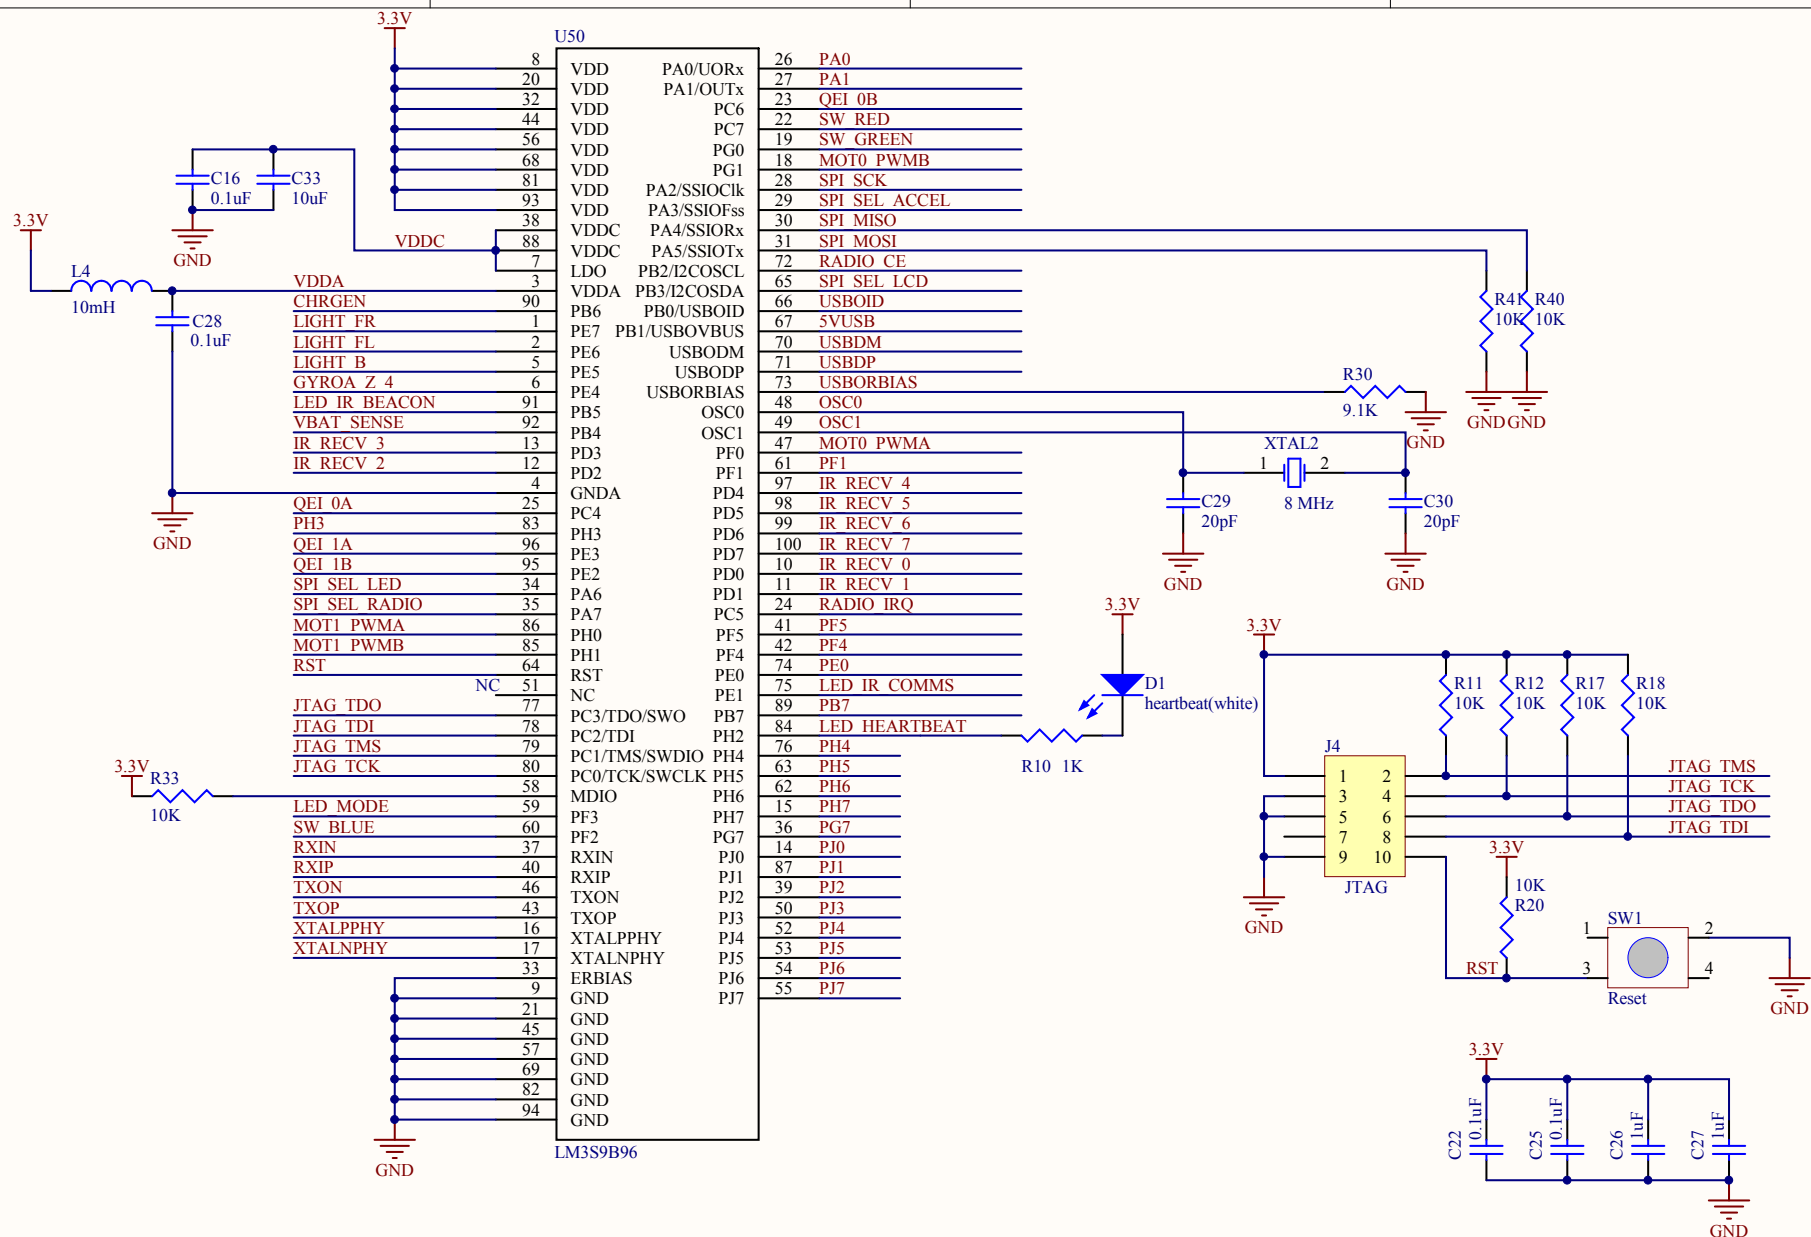 3.3V
U50
8 VDD PA0/UORx 26 PA0
20 VDD PA1/OUTx 27 PA1
32 VDD PC6 23 QEI_0B
44 VDD PC7 22 SW_RED
56 VDD PG0 19 SW_GREEN
68 VDD PG1 18 MOT0_PWMB
81 VDD PA2/SSIOClk 28 SPI_SCK
93 VDD PA3/SSIOFss 29 SPI_SEL_ACCEL
38 VDDC PA4/SSIORx 30 SPI_MISO
VDDC 88 VDDC PA5/SSIOTx 31 SPI_MOSI
7 LDO PB2/I2COSCL 72 RADIO_CE
VDDA 3 VDDA PB3/I2COSDA 65 SPI_SEL_LCD
CHRGEN 90 PB6 PB0/USBOID 66 USBOID
LIGHT_FR 1 PE7 PB1/USBOVBUS 67 5VUSB
LIGHT_FL 2 PE6 USBODM 70 USBDM
LIGHT_B 5 PE5 USBODP 71 USBDP
GYROA_Z_4 6 PE4 USBORBIAS 73 USBORBIAS
LED_IR_BEACON 91 PB5 OSC0 48 OSC0
VBAT_SENSE 92 PB4 OSC1 49 OSC1
IR_RECV_3 13 PD3 PF0 47 MOT0_PWMA
IR_RECV_2 12 PD2 PF1 61 PF1
4 GNDA PD4 97 IR_RECV_4
QEI_0A 25 PC4 PD5 98 IR_RECV_5
PH3 83 PH3 PD6 99 IR_RECV_6
QEI_1A 96 PE3 PD7 100 IR_RECV_7
QEI_1B 95 PE2 PD0 10 IR_RECV_0
SPI_SEL_LED 34 PA6 PD1 11 IR_RECV_1
SPI_SEL_RADIO 35 PA7 PC5 24 RADIO_IRQ
MOT1_PWMA 86 PH0 PF5 41 PF5
MOT1_PWMB 85 PH1 PF4 42 PF4
RST 64 RST PE0 74 PE0
NC 51 NC PE1 75 LED_IR_COMMS
JTAG_TDO 77 PC3/TDO/SWO PB7 89 PB7
JTAG_TDI 78 PC2/TDI PH2 84 LED_HEARTBEAT
JTAG_TMS 79 PC1/TMS/SWDIO PH4 76 PH4
JTAG_TCK 80 PC0/TCK/SWCLK PH5 63 PH5
58 MDIO PH6 62 PH6
LED_MODE 59 PF3 PH7 15 PH7
SW_BLUE 60 PF2 PG7 36 PG7
RXIN 37 RXIN PJ0 14 PJ0
RXIP 40 RXIP PJ1 87 PJ1
TXON 46 TXON PJ2 39 PJ2
TXOP 43 TXOP PJ3 50 PJ3
XTALPPHY 16 XTALPPHY PJ4 52 PJ4
XTALNPHY 17 XTALNPHY PJ5 53 PJ5
33 ERBIAS PJ6 54 PJ6
9 GND PJ7 55 PJ7
21 GND
45 GND
57 GND
69 GND
82 GND
94 GND
GND
LM3S9B96
C16
0.1uF
C33
10uF
GND
3.3V
L4
10mH
C28
0.1uF
GND
3.3V
R33
10K
R41
10K
R40
10K
GND
GND
R30
9.1K
GND
XTAL2
1 2
8 MHz
C29
20pF
GND
C30
20pF
GND
3.3V
D1
heartbeat(white)
R10 1K
3.3V
R11
10K
R12
10K
R17
10K
R18
10K
J4
1 2 JTAG_TMS
3 4 JTAG_TCK
5 6 JTAG_TDO
7 8 JTAG_TDI
9 10
JTAG
GND
3.3V
10K
R20
RST
SW1
1 2
3 4
Reset
GND
3.3V
C22 0.1uF
C25 0.1uF
C26 1uF
C27 1uF
GND